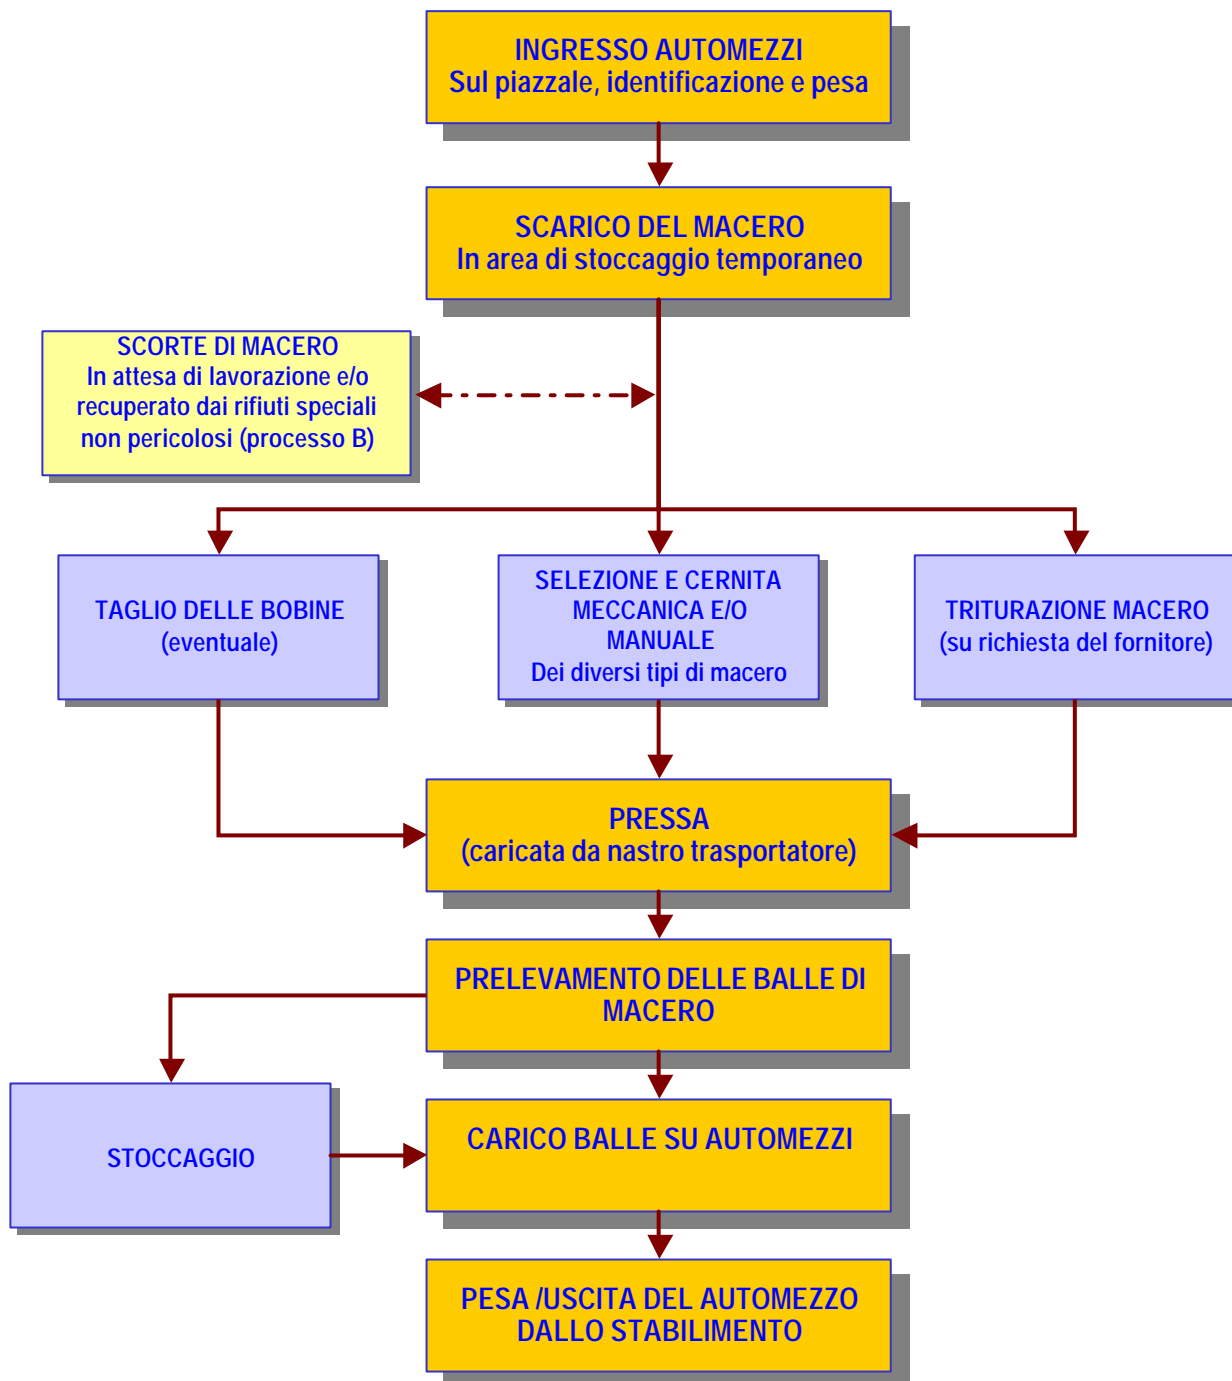 INGRESSO AUTOMEZZI
Sul piazzale, identificazione e pesa
SCARICO DEL MACERO
In area di stoccaggio temporaneo
SCORTE DI MACERO
In attesa di lavorazione e/o
recuperato dai rifiuti speciali
non pericolosi (processo B)
TAGLIO DELLE BOBINE
(eventuale)
SELEZIONE E CERNITA
MECCANICA E/O
MANUALE
Dei diversi tipi di macero
TRITURAZIONE MACERO
(su richiesta del fornitore)
PRESSA
(caricata da nastro trasportatore)
PRELEVAMENTO DELLE BALLE DI
MACERO
STOCCAGGIO
CARICO BALLE SU AUTOMEZZI
PESA /USCITA DEL AUTOMEZZO
DALLO STABILIMENTO